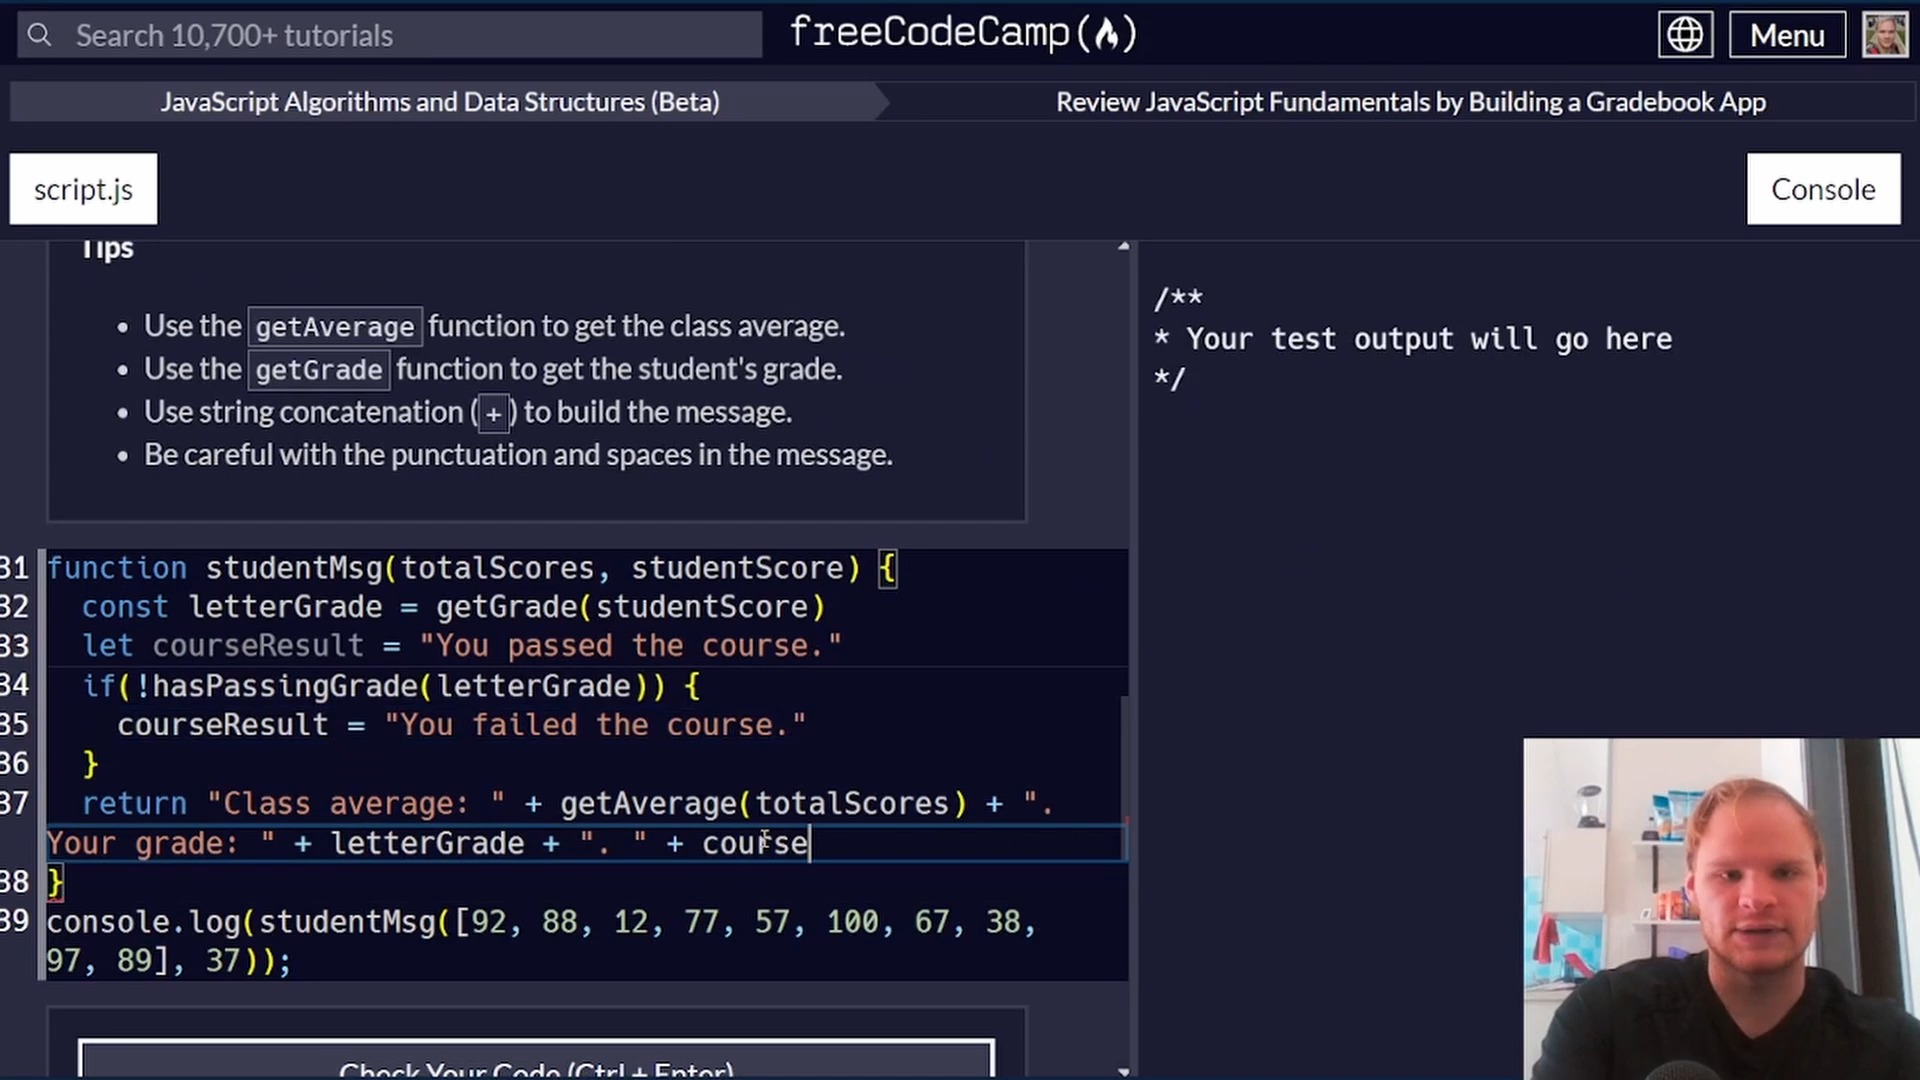 Search 10,700+ tutorials
freeCodeCamp
Menu
JavaScript Algorithms and Data Structures (Beta)
Review JavaScript Fundamentals by Building a Gradebook App
script.js
Console
Tips
• Use the getAverage function to get the class average.
• Use the getGrade function to get the student's grade.
• Use string concatenation (+) to build the message.
• Be careful with the punctuation and spaces in the message.
31 function studentMsg(totalScores, studentScore) {
32 const letterGrade = getGrade(studentScore)
33 let courseResult = "You passed the course."
34 if(!hasPassingGrade(letterGrade)) {
35 courseResult = "You failed the course."
36 }
37 return "Class average: " + getAverage(totalScores) + ".
Your grade: " + letterGrade + ". " + course
38 }
39 console.log(studentMsg([92, 88, 12, 77, 57, 100, 67, 38,
97, 89], 37));
Check Your Code (Ctrl + Enter)
/**
* Your test output will go here
*/